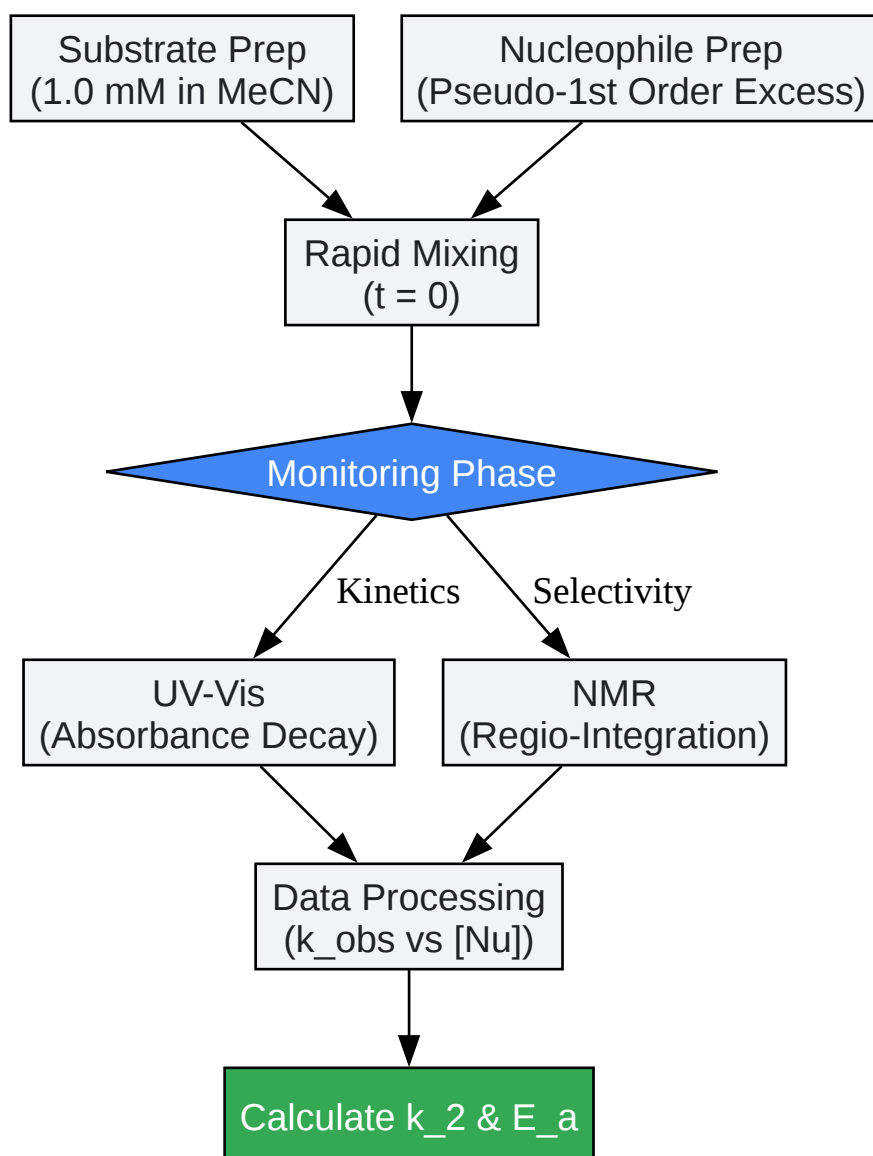 Substrate Prep
(1.0 mM in MeCN)
Nucleophile Prep
(Pseudo-1st Order Excess)
Rapid Mixing
(t = 0)
Monitoring Phase
Kinetics
Selectivity
UV-Vis
(Absorbance Decay)
NMR
(Regio-Integration)
Data Processing
(k_obs vs [Nu])
Calculate k_2 & E_a